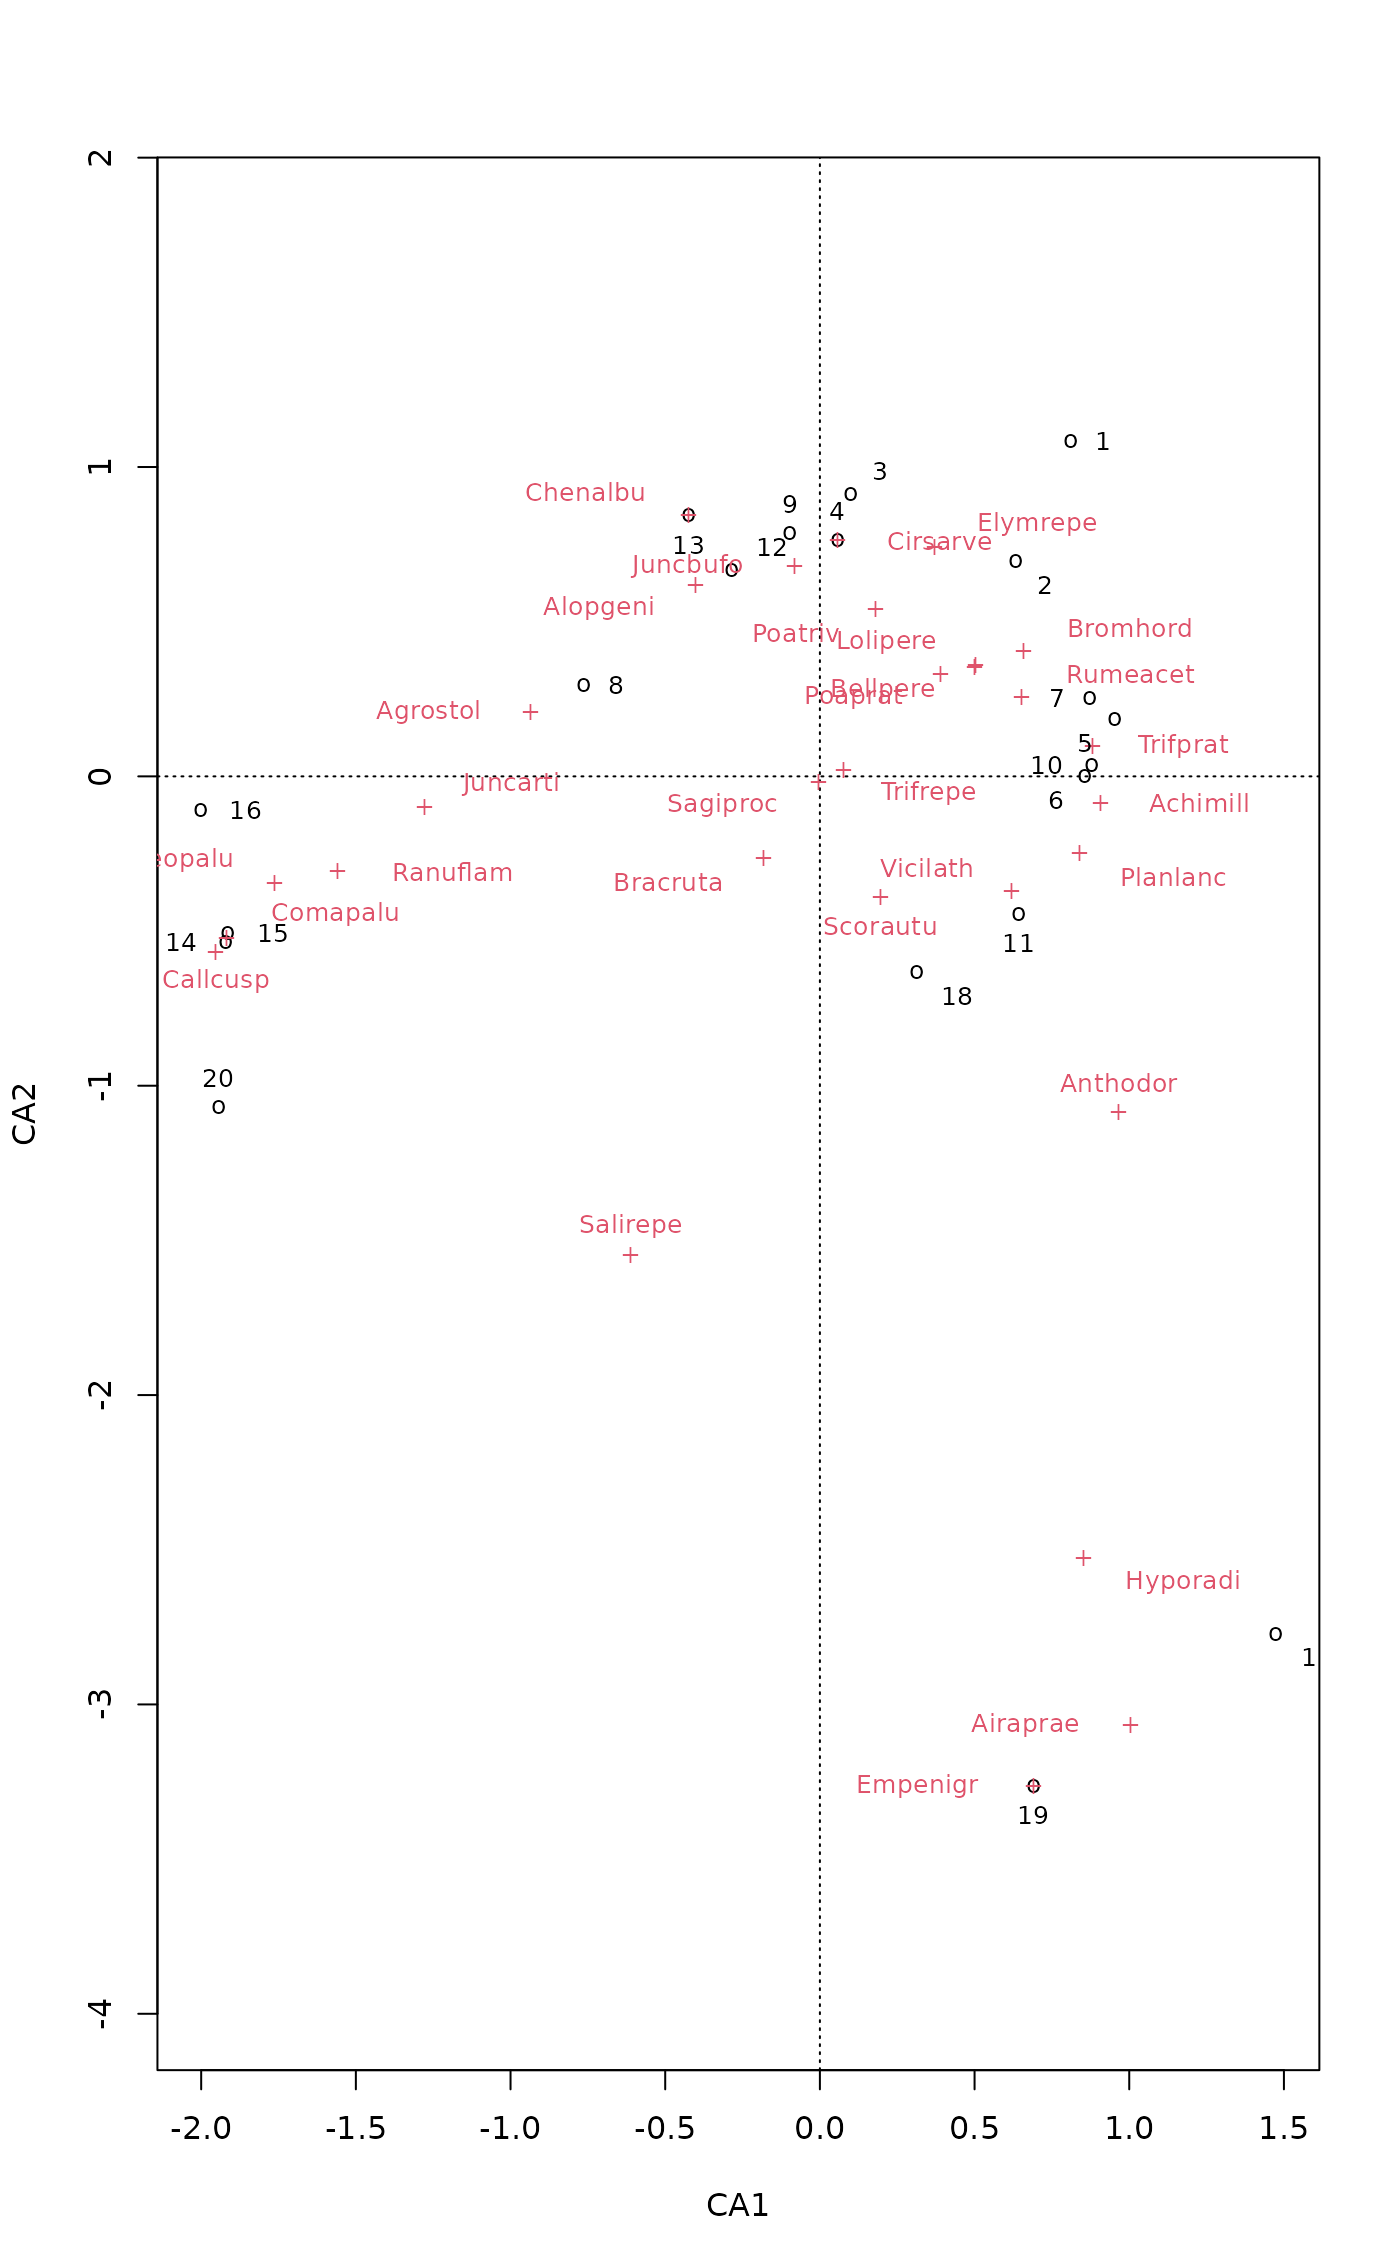 2
1
0
-1
-2
-3
-4
CA2
1
3
Chenalbu
9
4
Elymrepe
Cirsarve
13
12
Juncbufo
2
Alopgeni
Bromhord
Poatriv
Lolipere
Rumeacet
8
Bellpere
Poaprat
7
Agrostol
5
Trifprat
10
Juncarti
Trifrepe
6
Sagiproc
Achimill
16
eopalu
Ranuflam
Vicilath
Bracruta
Planlanc
Comapalu
Scorautu
15
14
11
Callcusp
18
20
Anthodor
Salirepe
Hyporadi
1
Airaprae
Empenigr
19
-2.0 -1.5 -1.0 -0.5 0.0 0.5 1.0 1.5
CA1